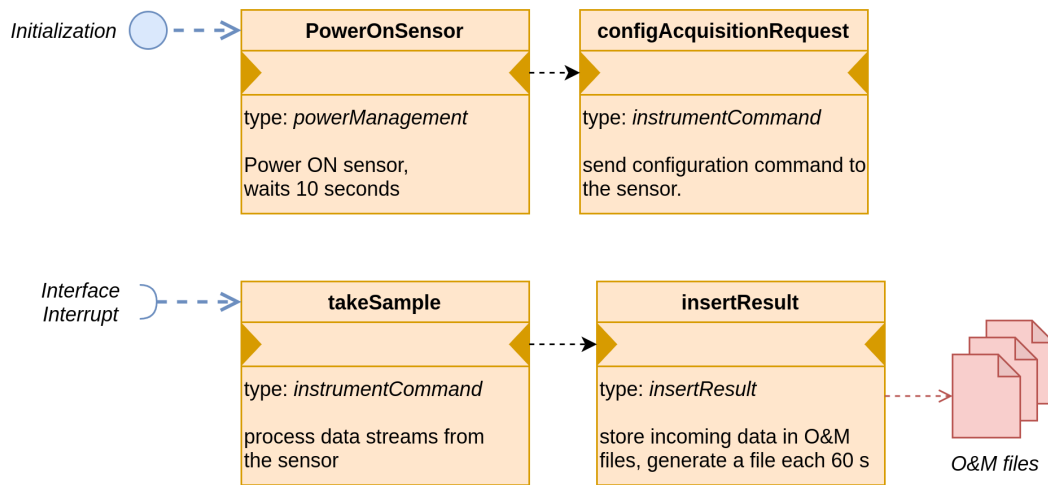 Initialization
PowerOnSensor
type: powerManagement
Power ON sensor,
waits 10 seconds
configAcquisitionRequest
type: instrumentCommand
send configuration command to
the sensor.
Interface
Interrupt
takeSample
type: instrumentCommand
process data streams from
the sensor
insertResult
type: insertResult
store incoming data in O&M
files, generate a file each 60 s
O&M files